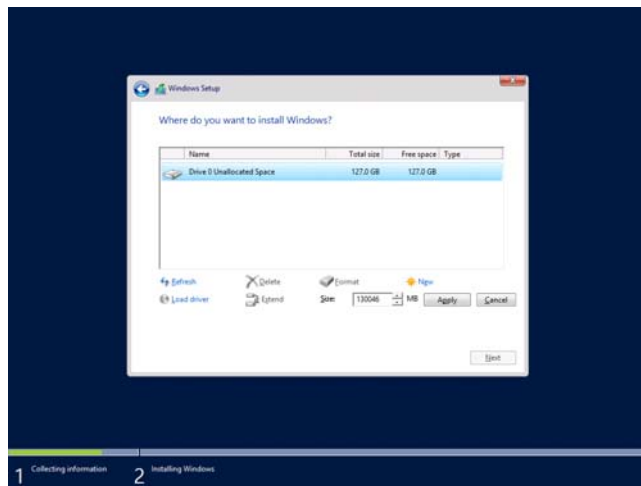 Windows Setup
Where do you want to install Windows?
Name Total size Free space Type
Drive 0 Unallocated Space 127.0 GB 127.0 GB
Refresh Delete Format New
Load driver Extend Size: 130046 MB Apply Cancel
Next
1 Collecting information 2 Installing Windows